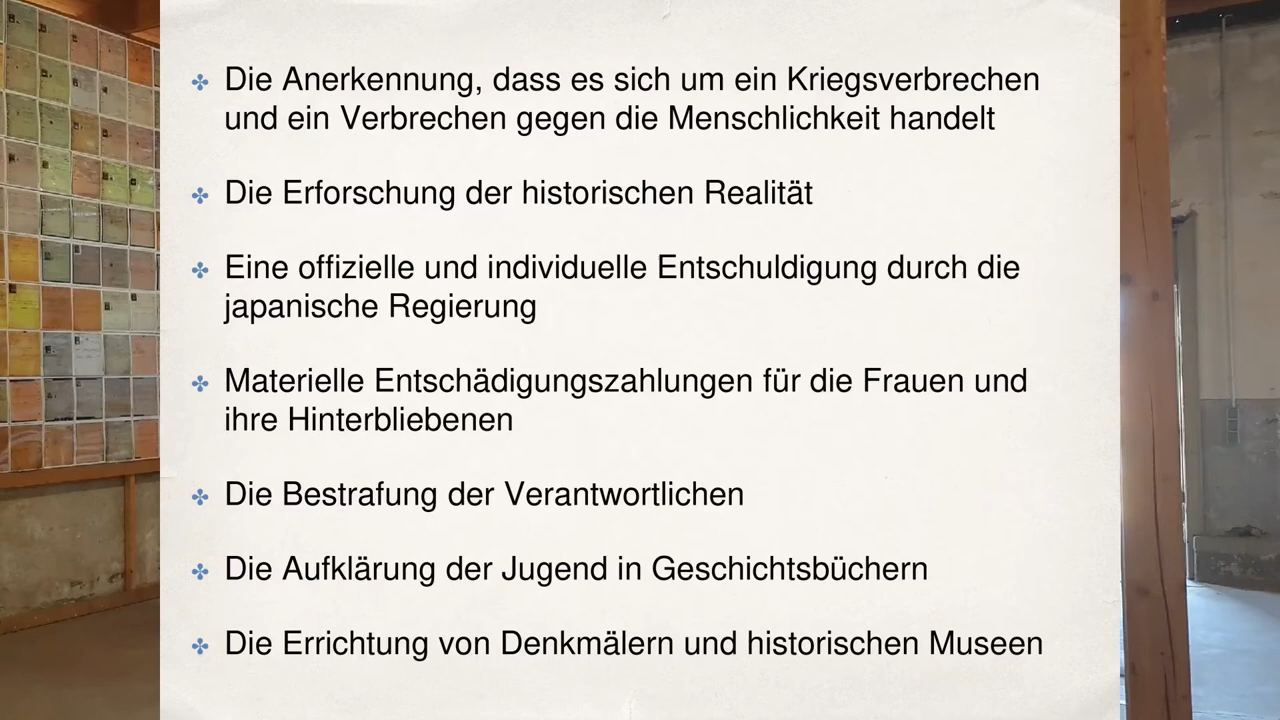 Die Anerkennung, dass es sich um ein Kriegsverbrechen
und ein Verbrechen gegen die Menschlichkeit handelt
Die Erforschung der historischen Realität
Eine offizielle und individuelle Entschuldigung durch die
japanische Regierung
Materielle Entschädigungszahlungen für die Frauen und
ihre Hinterbliebenen
Die Bestrafung der Verantwortlichen
Die Aufklärung der Jugend in Geschichtsbüchern
Die Errichtung von Denkmälern und historischen Museen